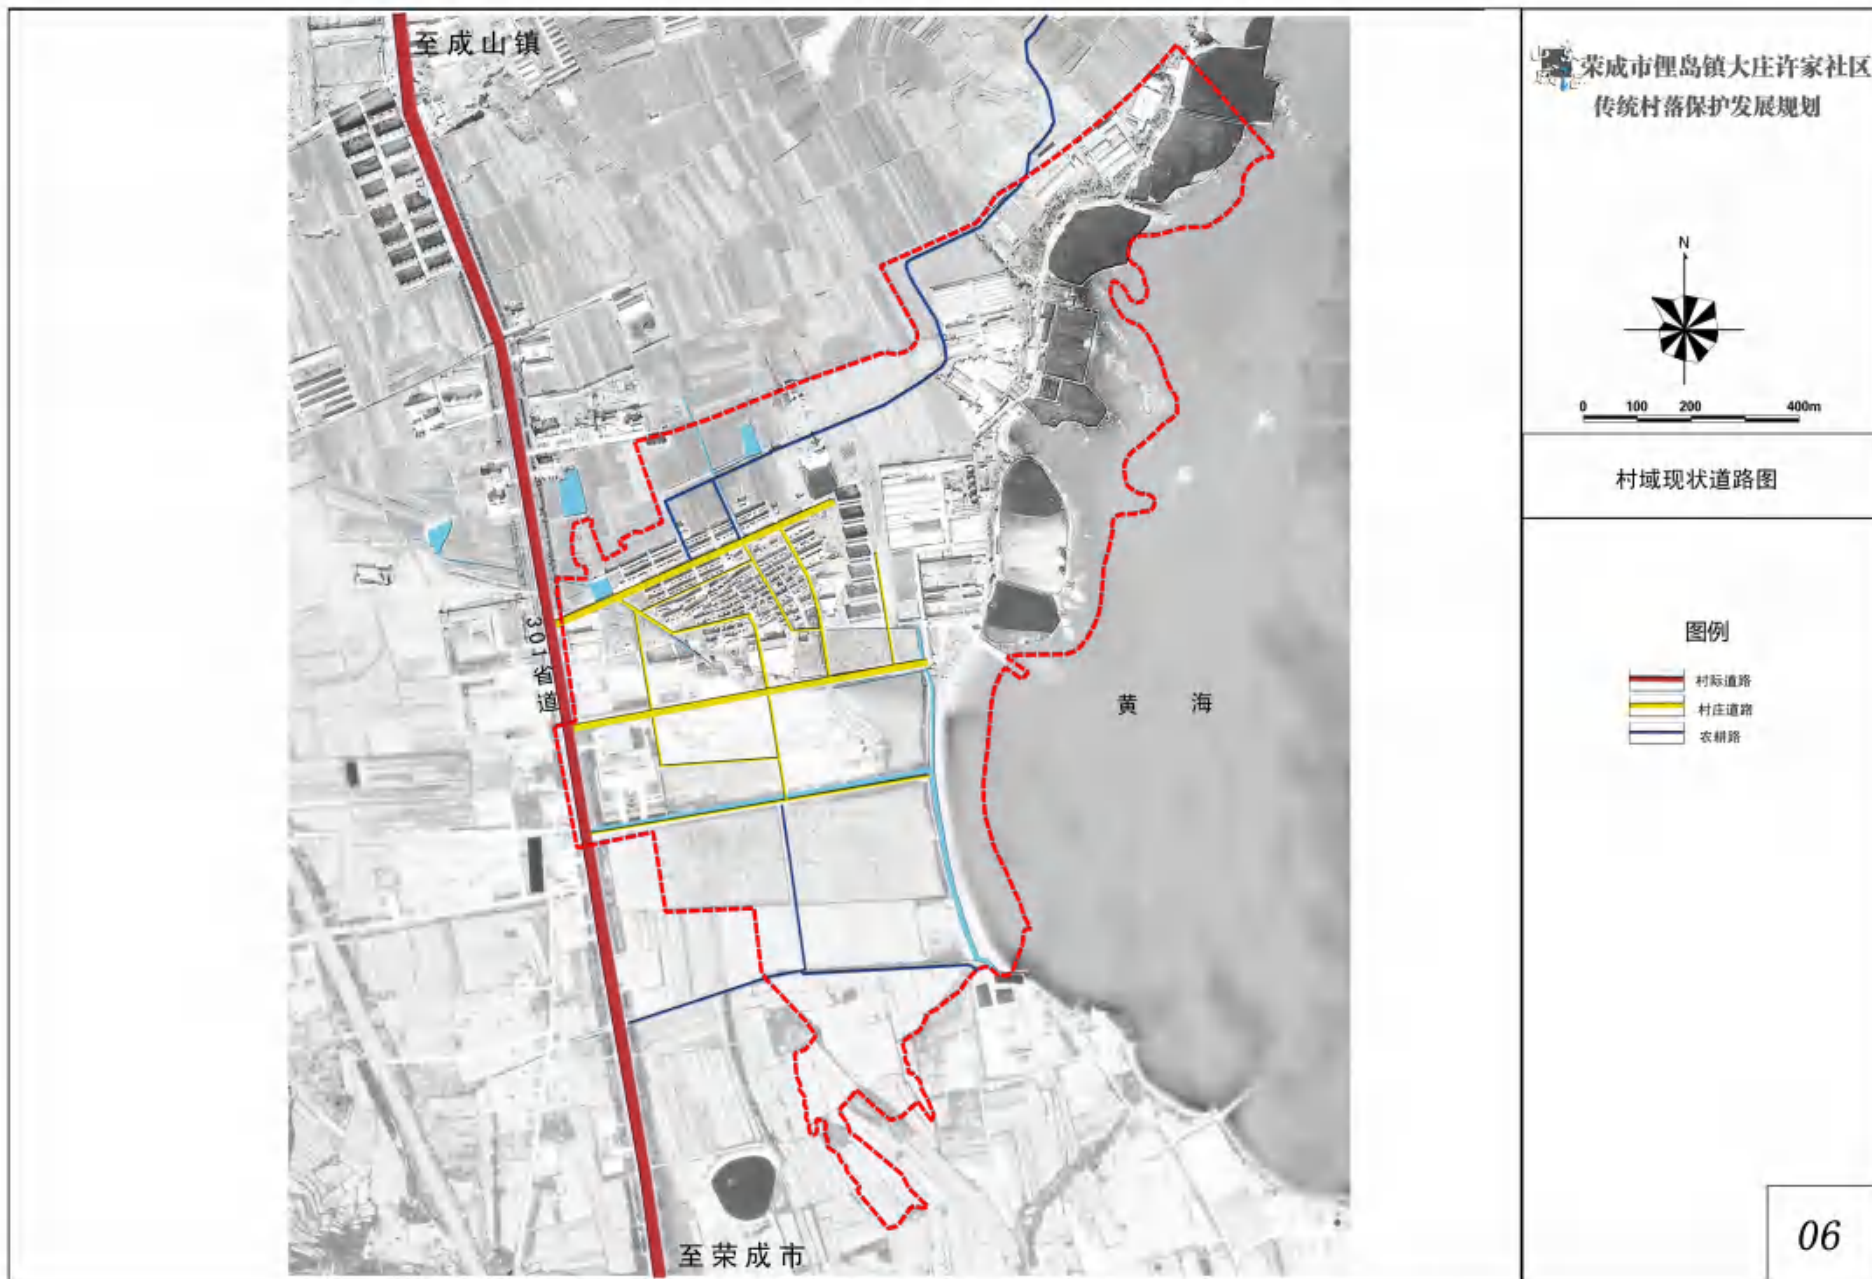 至成山镇
荣成市俚岛镇大庄许家社区
传统村落保护发展规划
N
0 100 200 400m
村域现状道路图
301省道
黄 海
图例
村际道路
村庄道路
农耕路
至荣成市
06